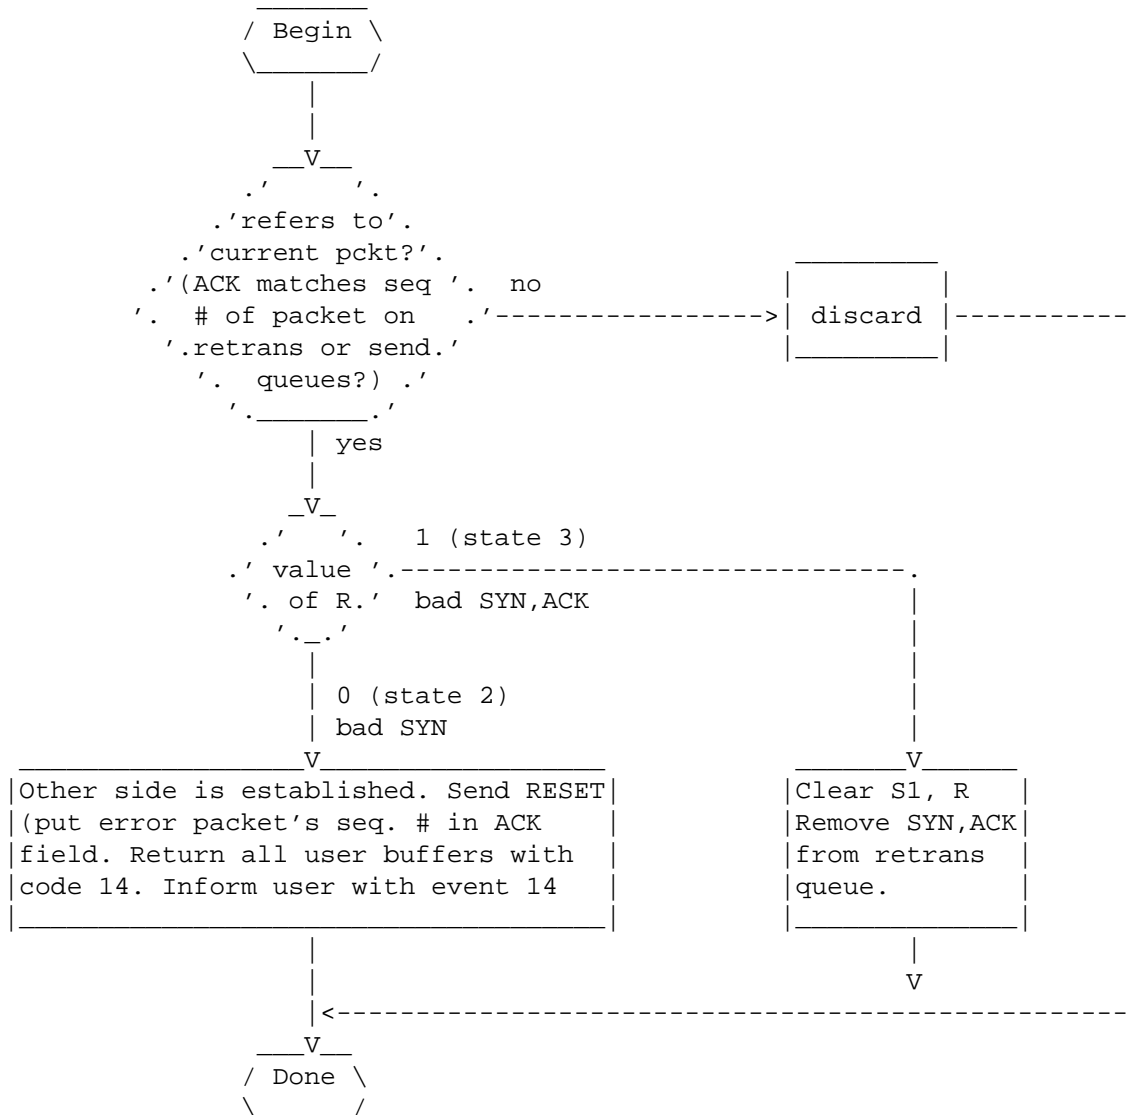 Begin
refers to
current pckt?
(ACK matches seq
no
# of packet on
discard
retrans or send
queues?)
yes
1 (state 3)
value
of R.
bad SYN,ACK
0 (state 2)
bad SYN
Other side is established. Send RESET
(put error packet's seq. # in ACK
field. Return all user buffers with
code 14. Inform user with event 14
Clear S1, R
Remove SYN,ACK
from retrans
queue.
Done